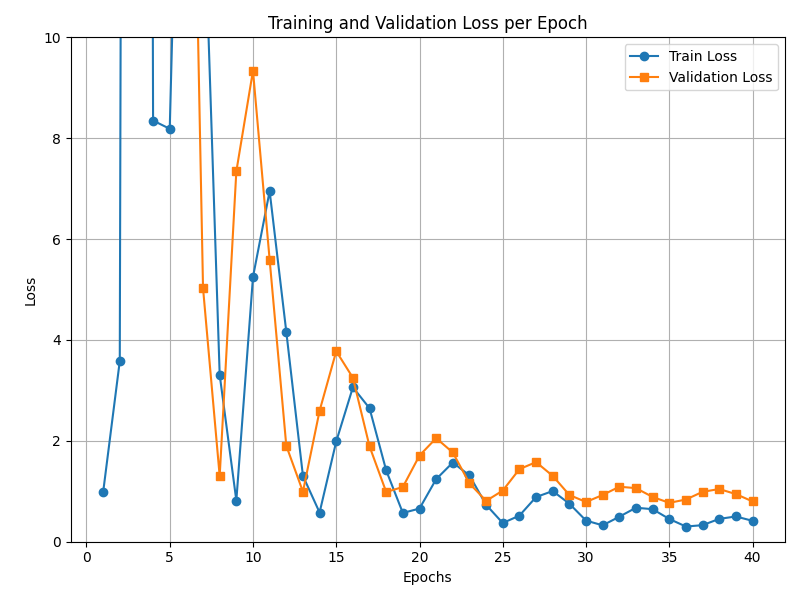 Training and Validation Loss per Epoch
Train Loss
Validation Loss
10
8
6
4
2
0
Loss
0 5 10 15 20 25 30 35 40
Epochs